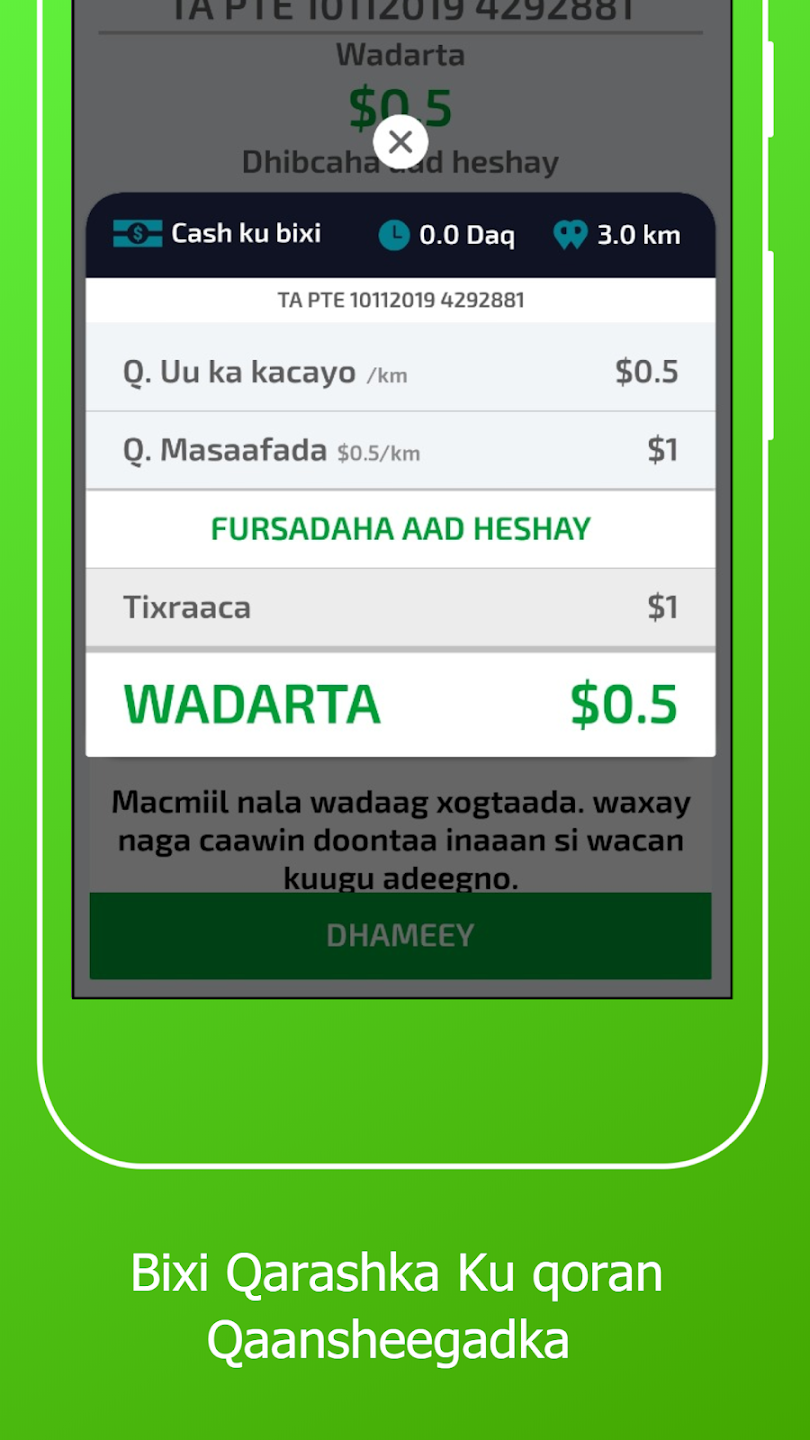 TA PTE 10112019 4292881
Wadarta
$0.5
Dhibcaha aad heshay
Cash ku bixi 0.0 Daq 3.0 km
TA PTE 10112019 4292881
Q. Uu ka kacayo /km $0.5
Q. Masaafada $0.5/km $1
FURSADAHA AAD HESHAY
Tixraaca $1
WADARTA $0.5
Macmiil nala wadaag xogtaada. waxay
naga caawin doontaa inaaan si wacan
kuugu adeegno.
DHAMEEY
Bixi Qarashka Ku qoran
Qaansheegadka